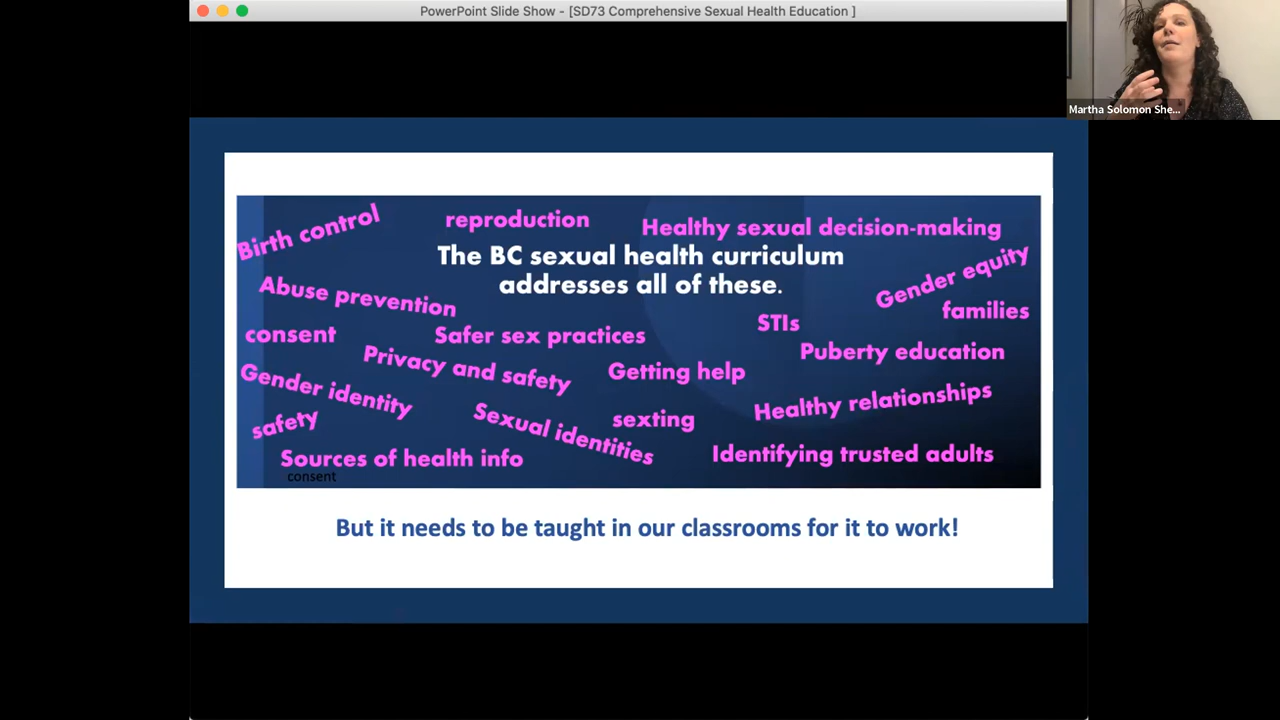 PowerPoint Slide Show - [SD73 Comprehensive Sexual Health Education ]
Martha Solomon She...
Birth control
reproduction
Healthy sexual decision-making
The BC sexual health curriculum
addresses all of these.
Gender equity
Abuse prevention
families
STIs
consent
Safer sex practices
Puberty education
Privacy and safety
Getting help
Gender identity
Healthy relationships
safety
Sexual identities
sexting
Identifying trusted adults
Sources of health info
consent
But it needs to be taught in our classrooms for it to work!